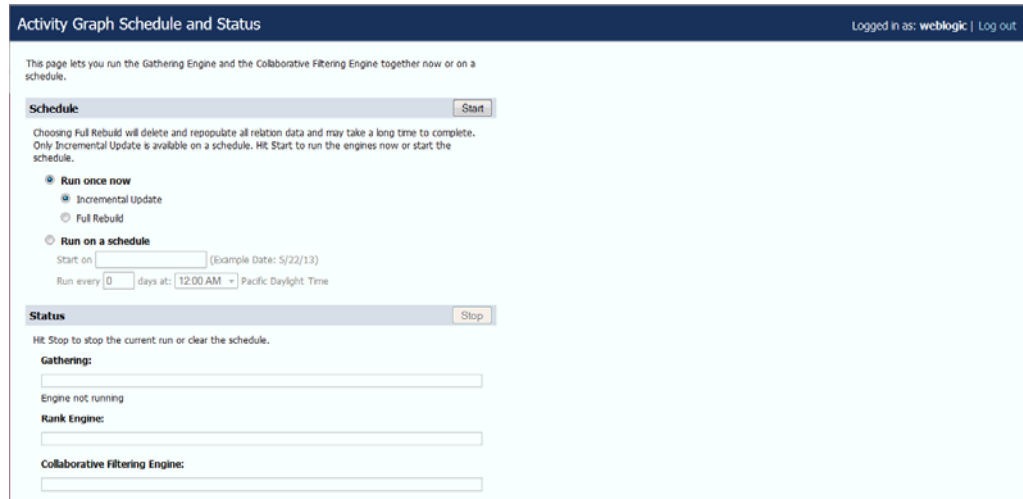 Activity Graph Schedule and Status
Logged in as: weblogic | Log out
This page lets you run the Gathering Engine and the Collaborative Filtering Engine together now or on a
schedule.
Schedule
Start
Choosing Full Rebuild will delete and repopulate all relation data and may take a long time to complete.
Only Incremental Update is available on a schedule. Hit Start to run the engines now or start the
schedule.
Run once now
Incremental Update
Full Rebuild
Run on a schedule
Start on (Example Date: 5/22/13)
Run every 0 days at: 12:00 AM Pacific Daylight Time
Status
Stop
Hit Stop to stop the current run or clear the schedule.
Gathering:
Engine not running
Rank Engine:
Collaborative Filtering Engine: